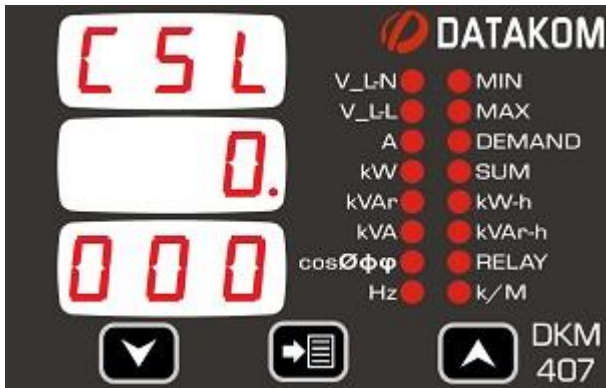 CSL
DATAKOM
V_L-N MIN
V_L-L MAX
0.
A DEMAND
kW SUM
kVAr kW-h
kVA kVAr-h
000
cosØϕφ RELAY
Hz k/M
DKM
407